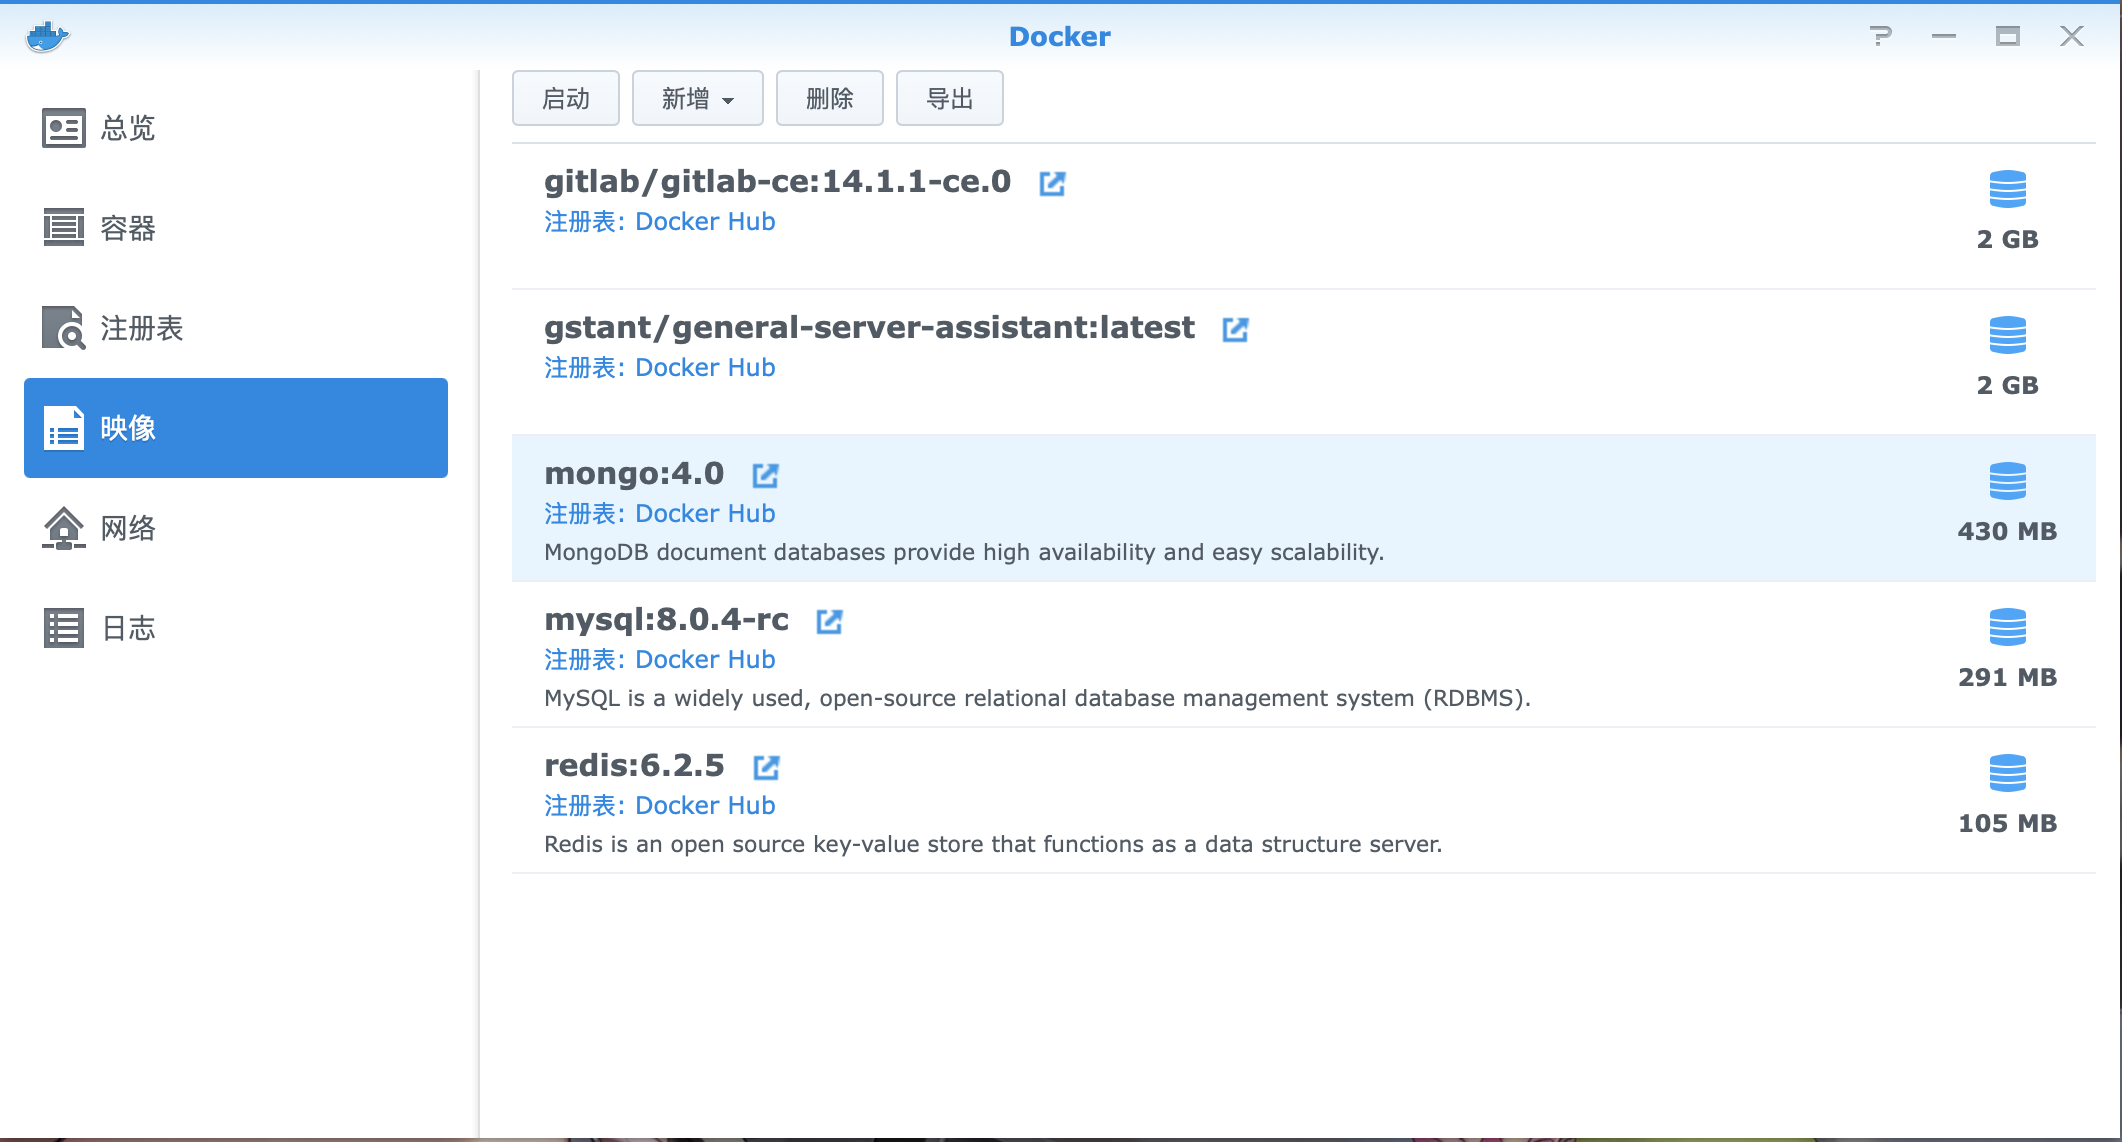 Docker
总览
容器
注册表
映像
网络
日志
启动
新增
删除
导出
gitlab/gitlab-ce:14.1.1-ce.0
注册表: Docker Hub
2 GB
gstant/general-server-assistant:latest
注册表: Docker Hub
2 GB
mongo:4.0
注册表: Docker Hub
MongoDB document databases provide high availability and easy scalability.
430 MB
mysql:8.0.4-rc
注册表: Docker Hub
MySQL is a widely used, open-source relational database management system (RDBMS).
291 MB
redis:6.2.5
注册表: Docker Hub
Redis is an open source key-value store that functions as a data structure server.
105 MB